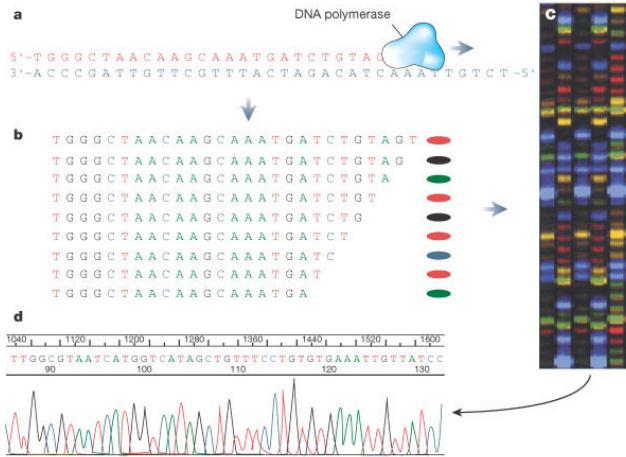 a
DNA polymerase
c
5'-TGGGCTAACAAGCAAATGATCTGTAG
3'-ACCCGATTGTTCGTTTACTAGACATCAAATTGTCT-5'
b
TGGGCTAACAAGCAAATGATCTGTAGT
TGGGCTAACAAGCAAATGATCTGTAG
TGGGCTAACAAGCAAATGATCTGTA
TGGGCTAACAAGCAAATGATCTGT
TGGGCTAACAAGCAAATGATCTG
TGGGCTAACAAGCAAATGATCT
TGGGCTAACAAGCAAATGATC
TGGGCTAACAAGCAAATGAT
TGGGCTAACAAGCAAATGA
d
1040 1120 1200 1280 1360 1440 1520 1600
TTGGCGTAATCATGGTCATAGCTGTTTCCTGTGTGAAATTGTTATCC
90 100 110 120 130